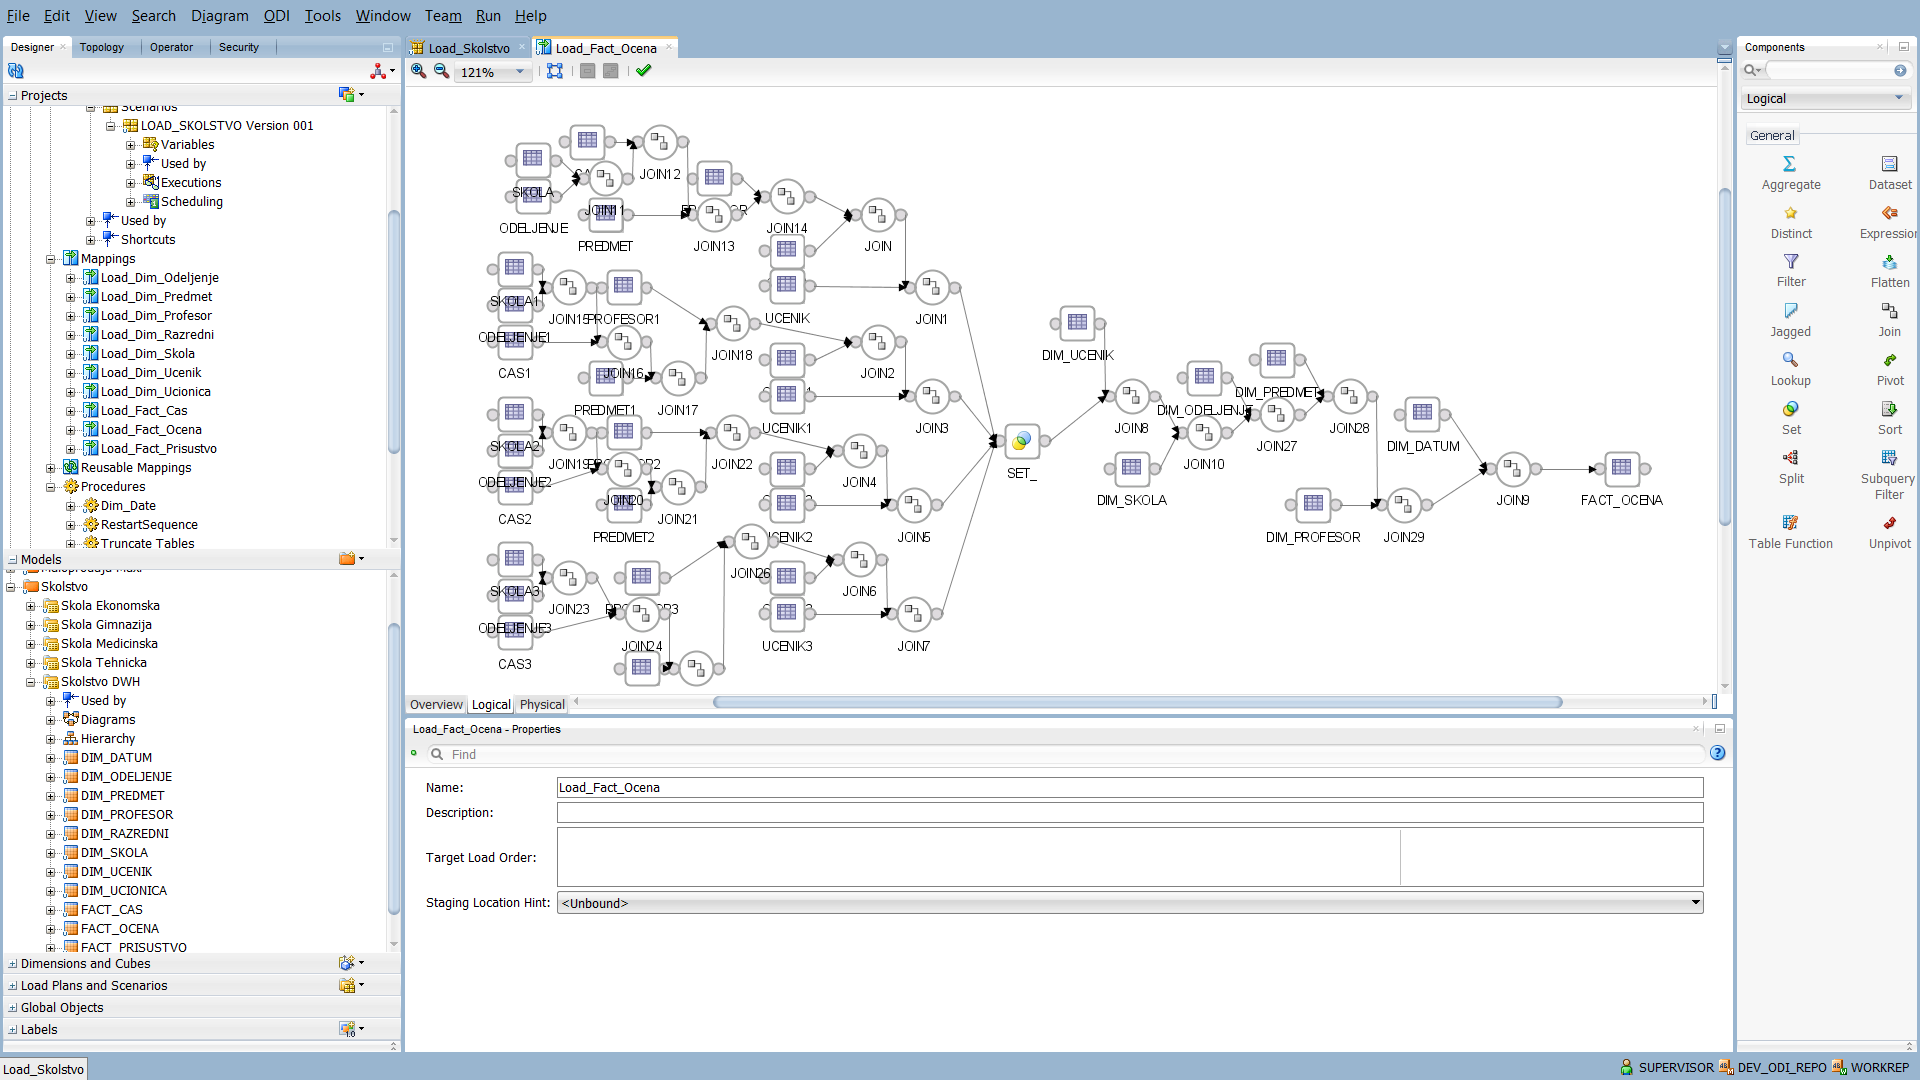 File Edit View Search Diagram ODI Tools Window Team Run Help
Designer Topology Operator Security
Projects
Scenarios
LOAD_SKOLSTVO Version 001
Variables
Used by
Executions
Scheduling
Used by
Shortcuts
Mappings
Load_Dim_Odeljenje
Load_Dim_Predmet
Load_Dim_Profesor
Load_Dim_Razredni
Load_Dim_Skola
Load_Dim_Ucenik
Load_Dim_Ucionica
Load_Fact_Cas
Load_Fact_Ocena
Load_Fact_Prisustvo
Reusable Mappings
Procedures
Dim_Date
RestartSequence
Truncate Tables
Models
Skolstvo
Skola Ekonomska
Skola Gimnazija
Skola Medicinska
Skola Tehnicka
Skolstvo DWH
Used by
Diagrams
Hierarchy
DIM_DATUM
DIM_ODELJENJE
DIM_PREDMET
DIM_PROFESOR
DIM_RAZREDNI
DIM_SKOLA
DIM_UCENIK
DIM_UCIONICA
FACT_CAS
FACT_OCENA
FACT_PRISUSTVO
Dimensions and Cubes
Load Plans and Scenarios
Global Objects
Labels
Load_Skolstvo
Load_Skolstvo Load_Fact_Ocena
121%
JOIN12
SKOLA
JOIN11
ODELJENJE
PREDMET
JOIN13
JOIN14
JOIN
SKOLA1
JOIN15
PROFESOR1
UCENIK
JOIN1
ODELJENJE1
JOIN18
CAS1
JOIN16
JOIN2
PREDMET1
JOIN17
UCENIK1
JOIN3
SKOLA2
JOIN19
JOIN22
ODELJENJE2
JOIN20
JOIN4
CAS2
JOIN21
PREDMET2
JOIN5
SKOLA3
JOIN23
JOIN26
JOIN6
ODELJENJE3
JOIN24
UCENIK3
JOIN7
CAS3
SET_
DIM_UCENIK
DIM_PREDMET
DIM_ODELJENJE
JOIN8
JOIN27
JOIN28
JOIN10
DIM_DATUM
DIM_SKOLA
JOIN9
FACT_OCENA
DIM_PROFESOR
JOIN29
Overview Logical Physical
Load_Fact_Ocena - Properties
Find
Name: Load_Fact_Ocena
Description:
Target Load Order:
Staging Location Hint: <Unbound>
Components
Logical
General
Aggregate Dataset
Distinct Expression
Filter Flatten
Jagged Join
Lookup Pivot
Set Sort
Split Subquery Filter
Table Function Unpivot
SUPERVISOR DEV_ODI_REPO WORKREP